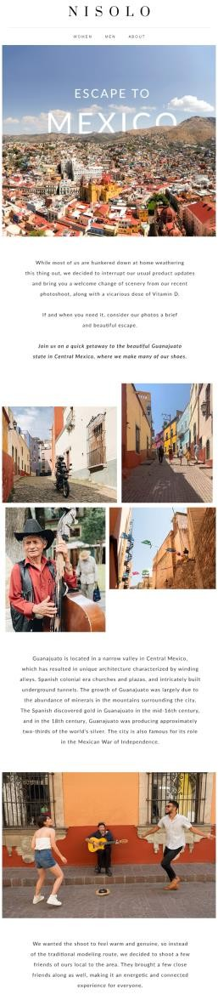 NISOLO
WOMEN MEN ABOUT
ESCAPE TO
MEXICO
While most of us are hunkered down at home weathering
this thing out, we decided to interrupt our usual product updates
and bring you a welcome change of scenery from our recent
photoshoot, along with a vicarious dose of Vitamin D.
If and when you need it, consider our photos a brief
and beautiful escape.
Join us on a quick getaway to the beautiful Guanajuato
state in Central Mexico, where we make many of our shoes.
Guanajuato is located in a narrow valley in Central Mexico,
which has resulted in unique architecture characterized by winding
alleys, Spanish colonial era churches and plazas, and intricately built
underground tunnels. The growth of Guanajuato was largely due to
the abundance of minerals in the mountains surrounding the city.
The Spanish discovered gold in Guanajuato in the mid-16th century,
and in the 18th century, Guanajuato was producing approximately
two-thirds of the world's silver. The city is also famous for its role
in the Mexican War of Independence.
We wanted the shoot to feel warm and genuine, so instead
of the traditional modeling route, we decided to shoot a few
friends of ours local to the area. They brought a few close
friends along as well, making it an energetic and connected
experience for everyone.